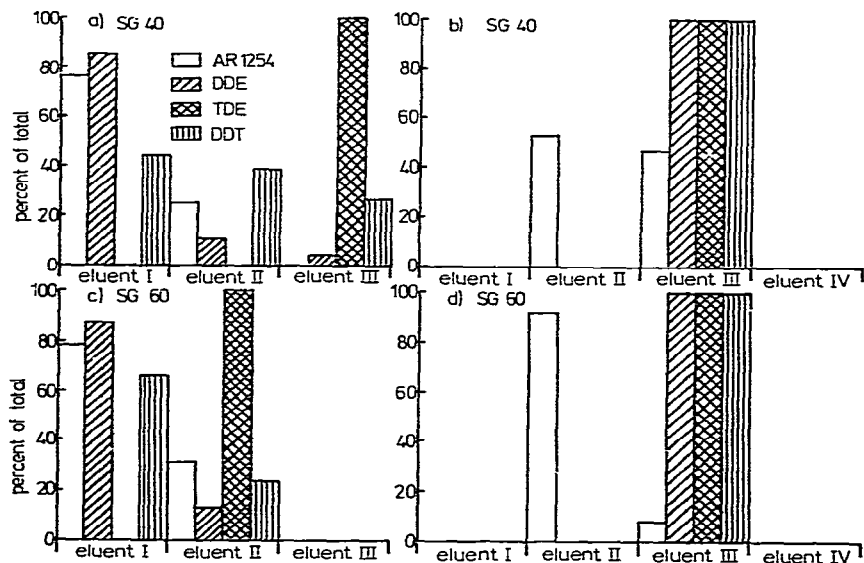 a) SG 40
b) SG 40
100
80
60
40
20
0
percent of total
AR 1254
DDE
TDE
DDT
100
80
60
40
20
0
eluent I
eluent II
eluent III
eluent I
eluent II
eluent III
eluent IV
c) SG 60
d) SG 60
100
80
60
40
20
0
percent of total
100
80
60
40
20
0
eluent I
eluent II
eluent III
eluent I
eluent II
eluent III
eluent IV